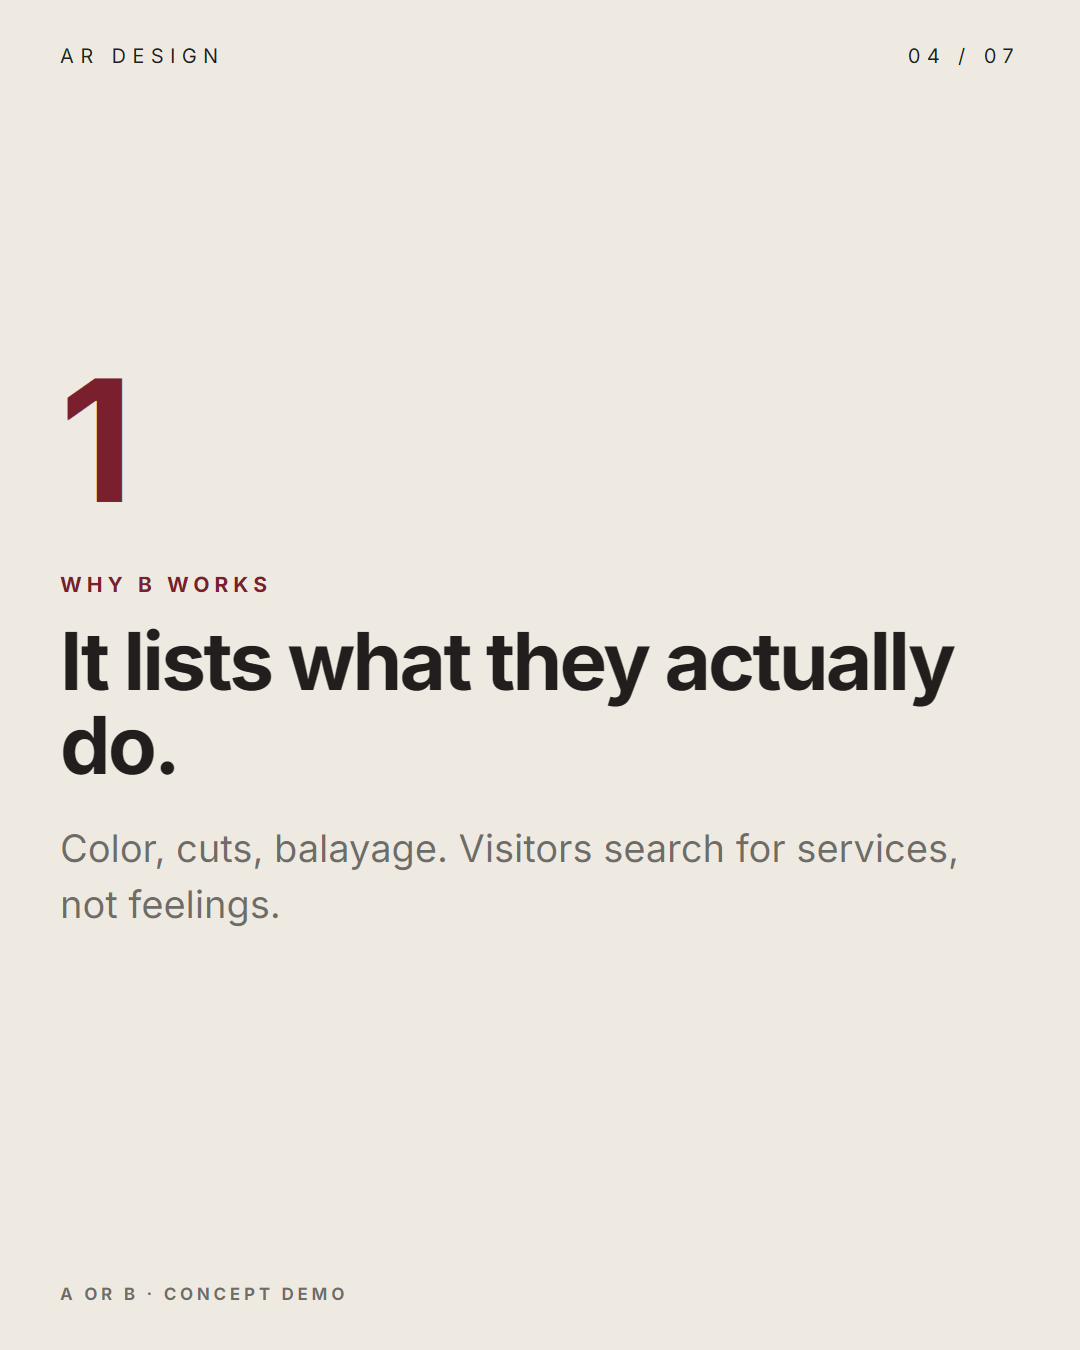 AR DESIGN
04 / 07
1
WHY B WORKS
It lists what they actually
do.
Color, cuts, balayage. Visitors search for services,
not feelings.
A OR B · CONCEPT DEMO